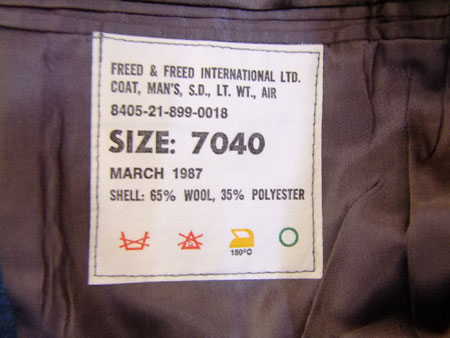 FREED & FREED INTERNATIONAL LTD.
COAT, MAN'S, S.D., LT. WT., AIR
8405-21-899-0018
SIZE: 7040
MARCH 1987
SHELL: 65% WOOL, 35% POLYESTER
150°C